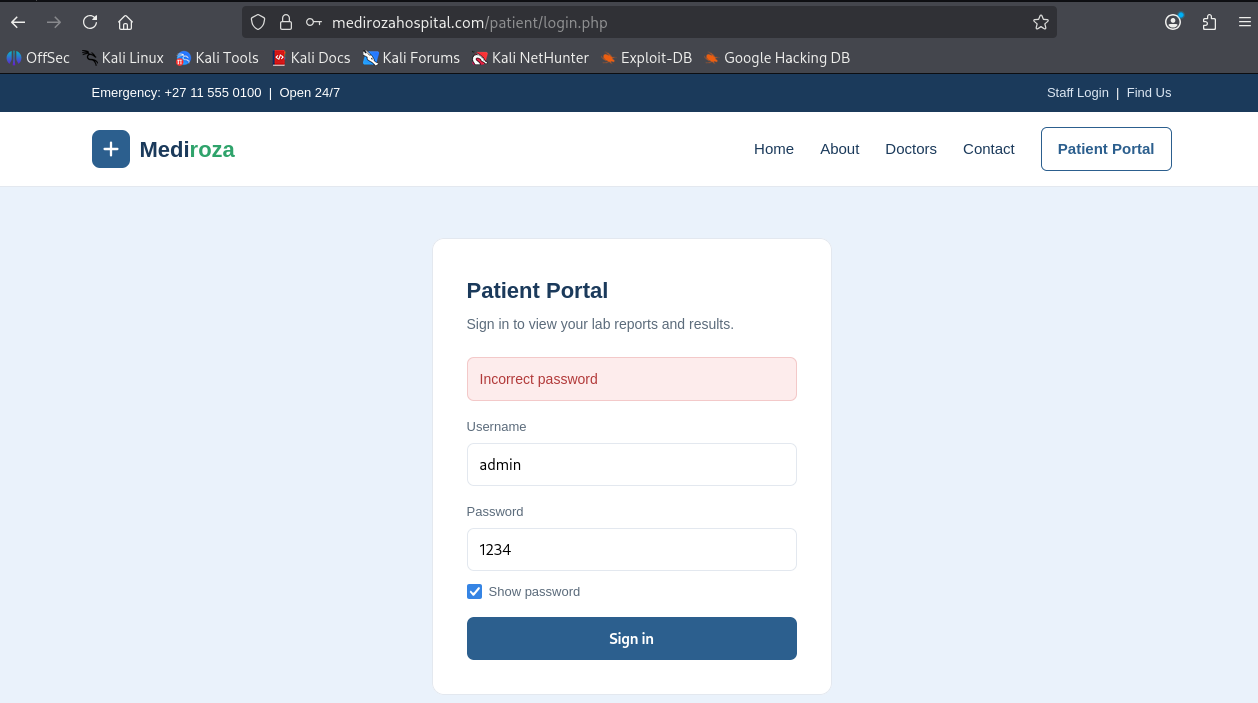 medirozahospital.com/patient/login.php
OffSec Kali Linux Kali Tools Kali Docs Kali Forums Kali NetHunter Exploit-DB Google Hacking DB
Emergency: +27 11 555 0100 | Open 24/7 Staff Login | Find Us
Mediroza Home About Doctors Contact Patient Portal
Patient Portal
Sign in to view your lab reports and results.
Incorrect password
Username
admin
Password
1234
Show password
Sign in